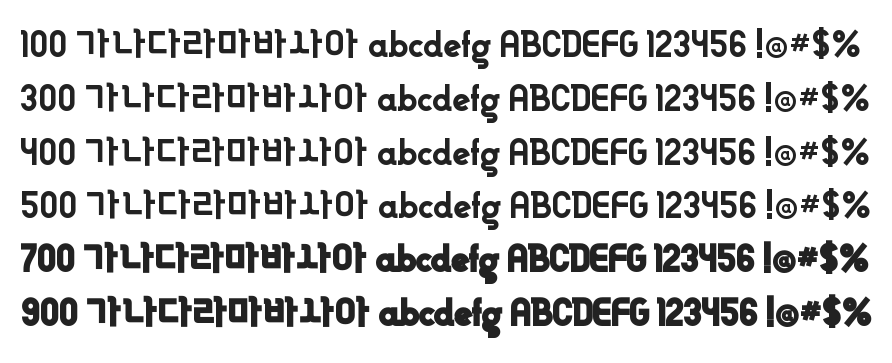 100 가나다라마바사아 abcdefg ABCDEFG 123456 !@#$%
300 가나다라마바사아 abcdefg ABCDEFG 123456 !@#$%
400 가나다라마바사아 abcdefg ABCDEFG 123456 !@#$%
500 가나다라마바사아 abcdefg ABCDEFG 123456 !@#$%
700 가나다라마바사아 abcdefg ABCDEFG 123456 !@#$%
900 가나다라마바사아 abcdefg ABCDEFG 123456 !@#$%